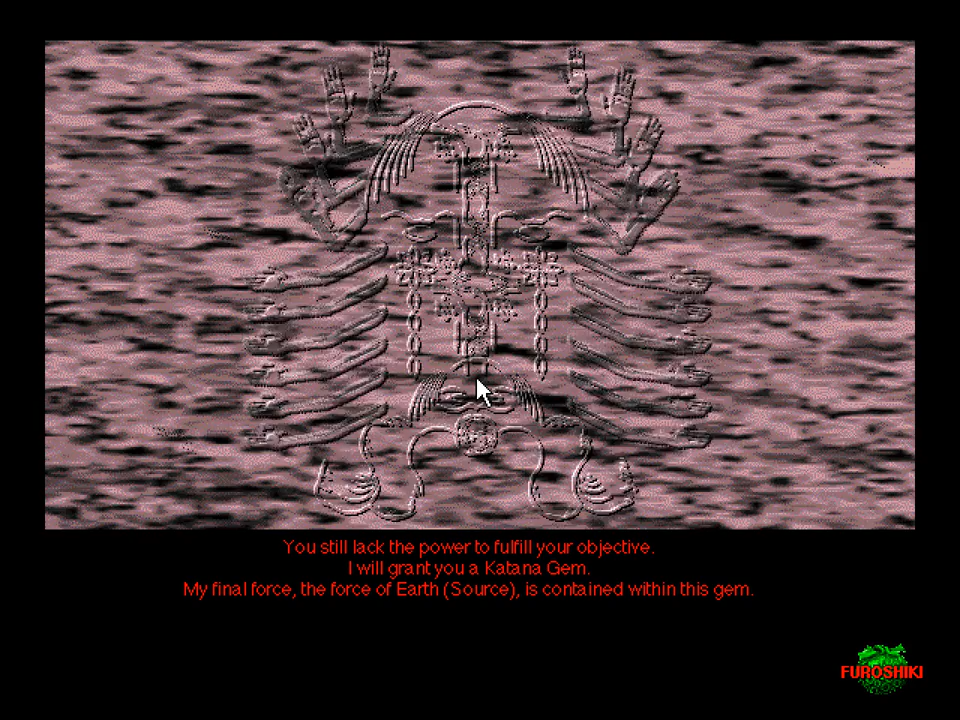 You still lack the power to fulfill your objective.
I will grant you a Katana Gem.
My final force, the force of Earth (Source), is contained within this gem.
FUROSHIKI